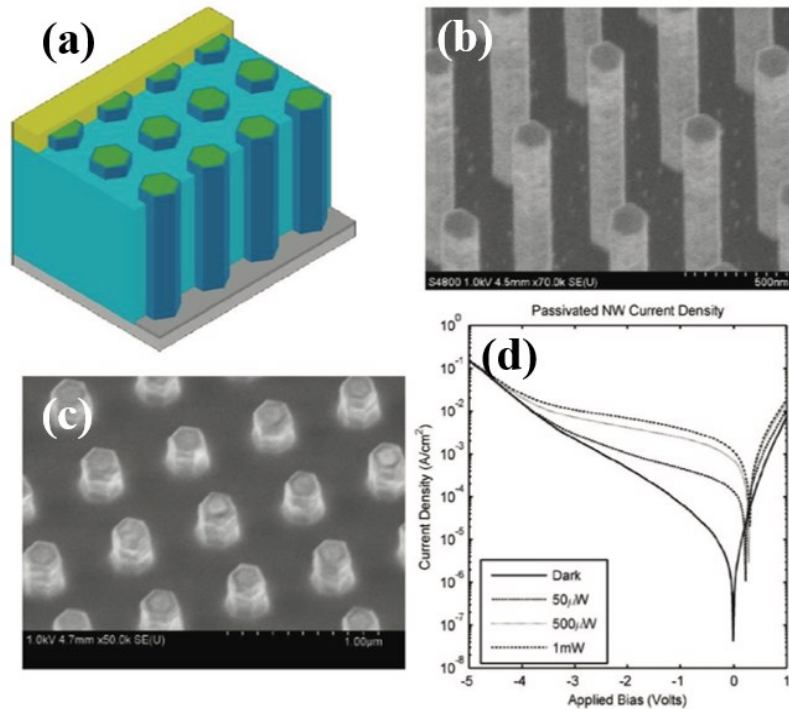 (a)
(b)
S4800 1.0kV 4.5mm x70.0k SE(U)
500nm
(c)
1.0kV 4.7mm x50.0k SE(U)
1.00μm
Passivated NW Current Density
(d)
Current Density (A/cm²)
10⁰
10⁻¹
10⁻²
10⁻³
10⁻⁴
10⁻⁵
10⁻⁶
10⁻⁷
10⁻⁸
Dark
50μW
500μW
1mW
-5 -4 -3 -2 -1 0 1
Applied Bias (Volts)